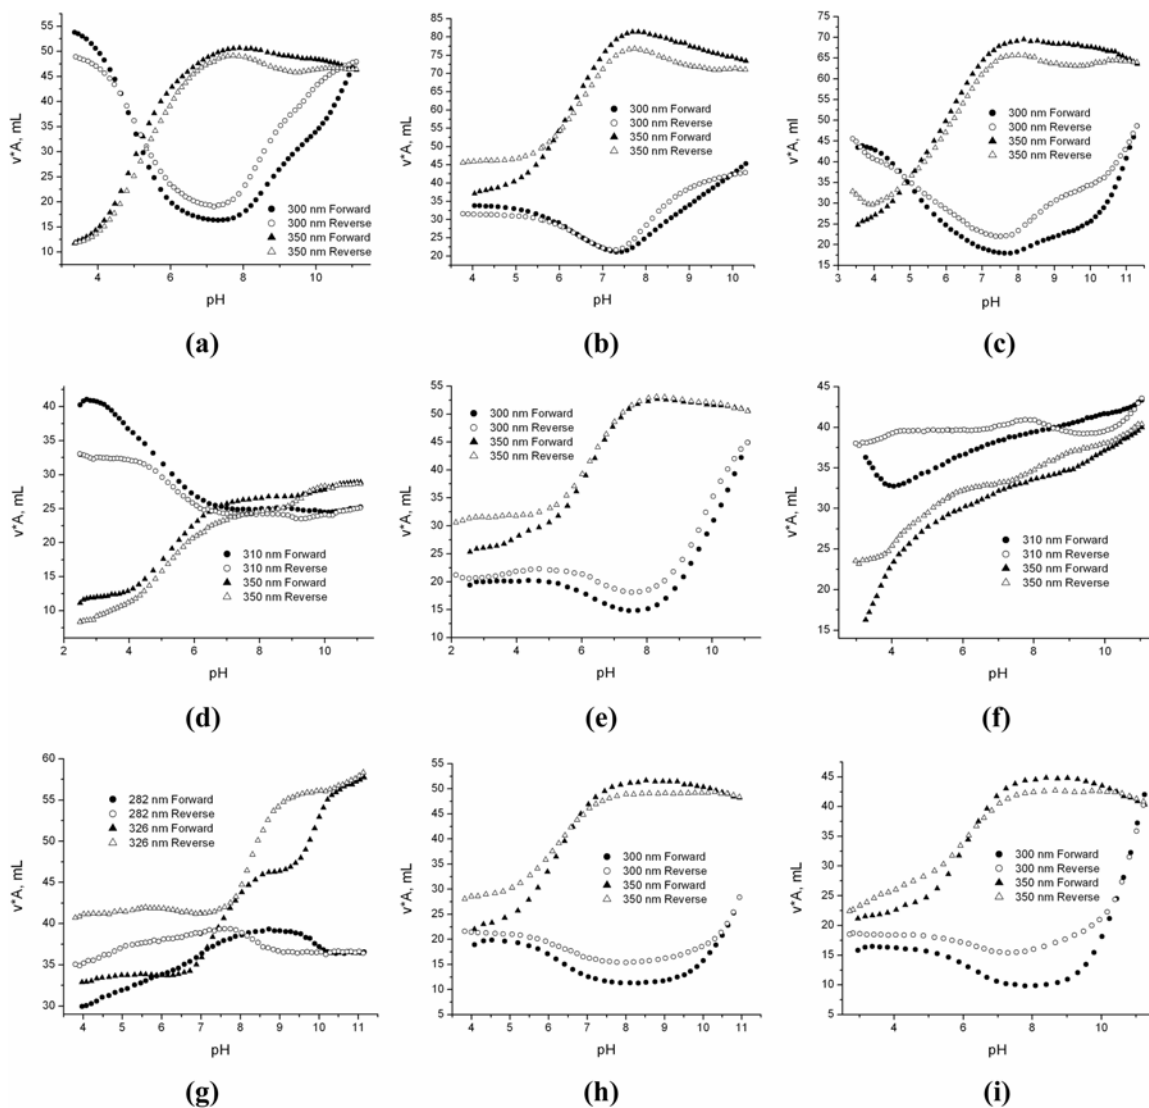 55
50
45
40
35
30
25
20
15
10
v*A, mL
300 nm Forward
300 nm Reverse
350 nm Forward
350 nm Reverse
4 6 8 10
pH
(a)
85
80
75
70
65
60
55
50
45
40
35
30
25
20
v*A, mL
300 nm Forward
300 nm Reverse
350 nm Forward
350 nm Reverse
4 5 6 7 8 9 10
pH
(b)
75
70
65
60
55
50
45
40
35
30
25
20
15
v*A, ml
300 nm Forward
300 nm Reverse
350 nm Forward
350 nm Reverse
3 4 5 6 7 8 9 10 11
pH
(c)
40
35
30
25
20
15
10
v*A, mL
310 nm Forward
310 nm Reverse
350 nm Forward
350 nm Reverse
2 4 6 8 10
pH
(d)
55
50
45
40
35
30
25
20
15
10
v*A, mL
300 nm Forward
300 nm Reverse
350 nm Forward
350 nm Reverse
2 4 6 8 10
pH
(e)
45
40
35
30
25
20
15
v*A, mL
310 nm Forward
310 nm Reverse
350 nm Forward
350 nm Reverse
2 4 6 8 10
pH
(f)
60
55
50
45
40
35
30
v*A, mL
282 nm Forward
282 nm Reverse
326 nm Forward
326 nm Reverse
4 5 6 7 8 9 10 11
pH
(g)
55
50
45
40
35
30
25
20
15
10
5
v*A, mL
300 nm Forward
300 nm Reverse
350 nm Forward
350 nm Reverse
4 5 6 7 8 9 10 11
pH
(h)
45
40
35
30
25
20
15
10
5
v*A, mL
300 nm Forward
300 nm Reverse
350 nm Forward
350 nm Reverse
4 6 8 10
pH
(i)